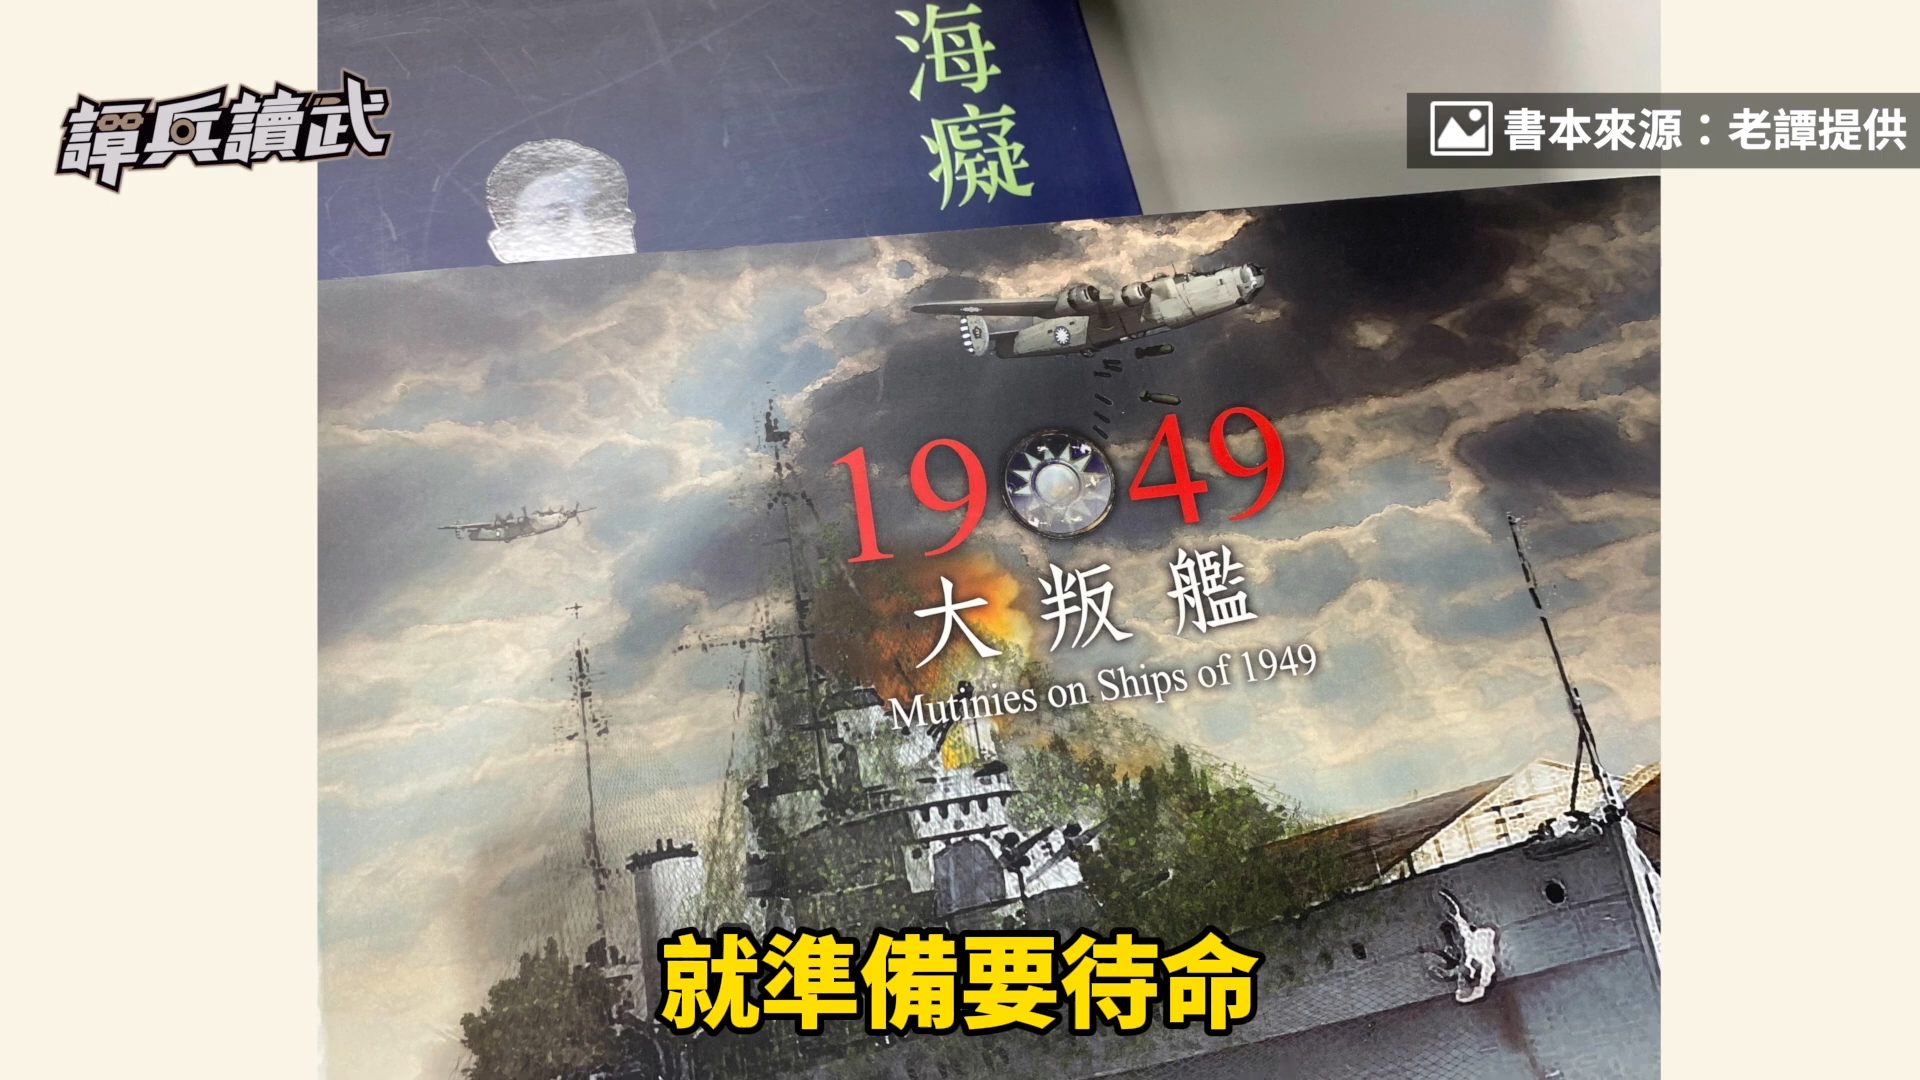 海癡
譚兵讀武
書本來源：老譚提供
1949
大叛艦
Mutinies on Ships of 1949
就準備要待命